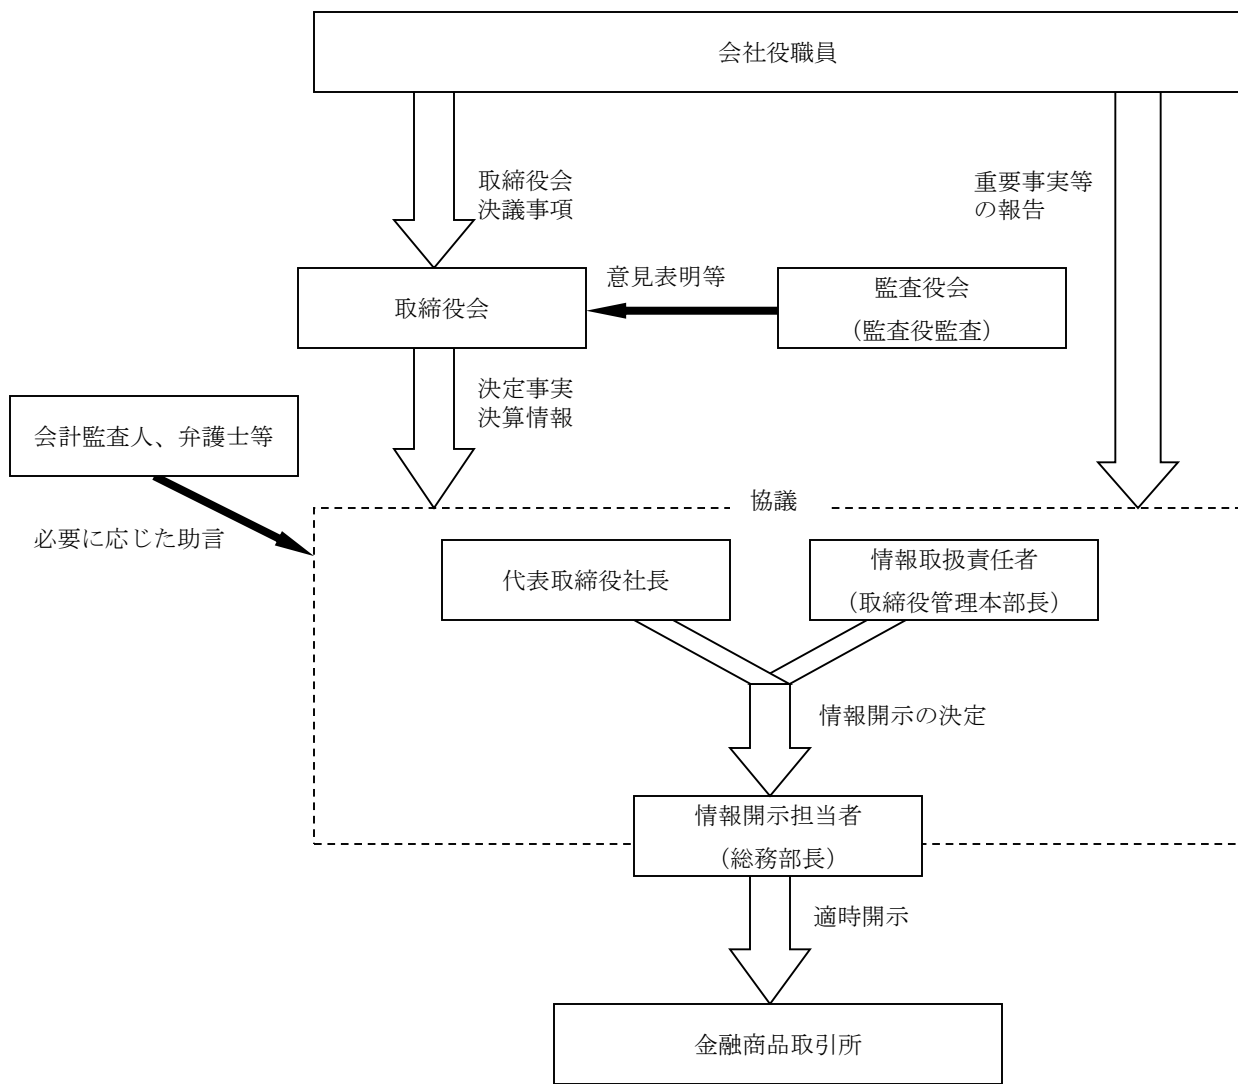 会社役職員
取締役会
決議事項
重要事実等
の報告
意見表明等
取締役会
監査役会
（監査役監査）
決定事実
決算情報
会計監査人、弁護士等
必要に応じた助言
協議
代表取締役社長
情報取扱責任者
（取締役管理本部長）
情報開示の決定
情報開示担当者
（総務部長）
適時開示
金融商品取引所